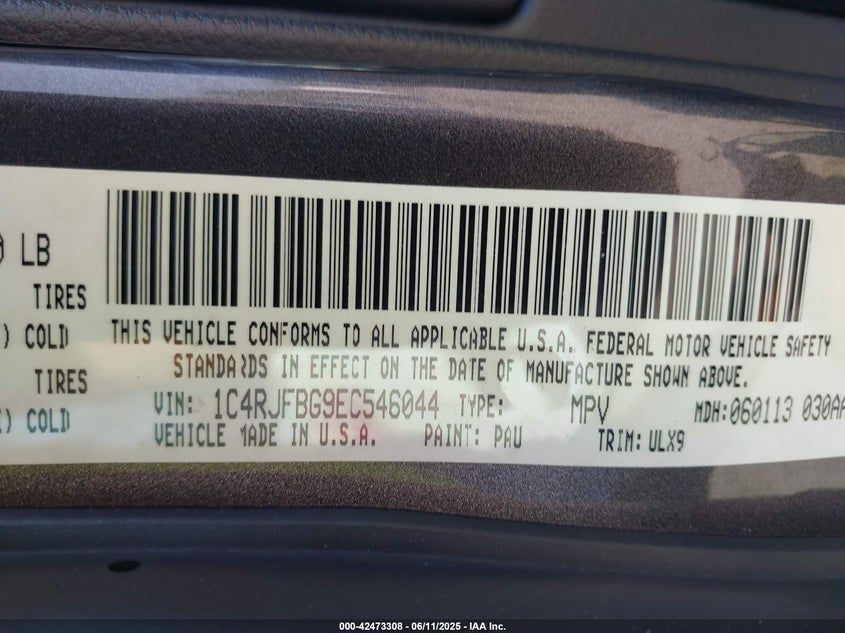 LB
TIRES
) COLD
TIRES
) COLD
THIS VEHICLE CONFORMS TO ALL APPLICABLE U.S.A. FEDERAL MOTOR VEHICLE SAFETY
STANDARDS IN EFFECT ON THE DATE OF MANUFACTURE SHOWN ABOVE.
VIN: 1C4RJFBG9EC546044 TYPE: MPV MDH: 060113 030AA
VEHICLE MADE IN U.S.A. PAINT: PAU TRIM: ULX9
000-42473308 - 06/11/2025 - IAA Inc.